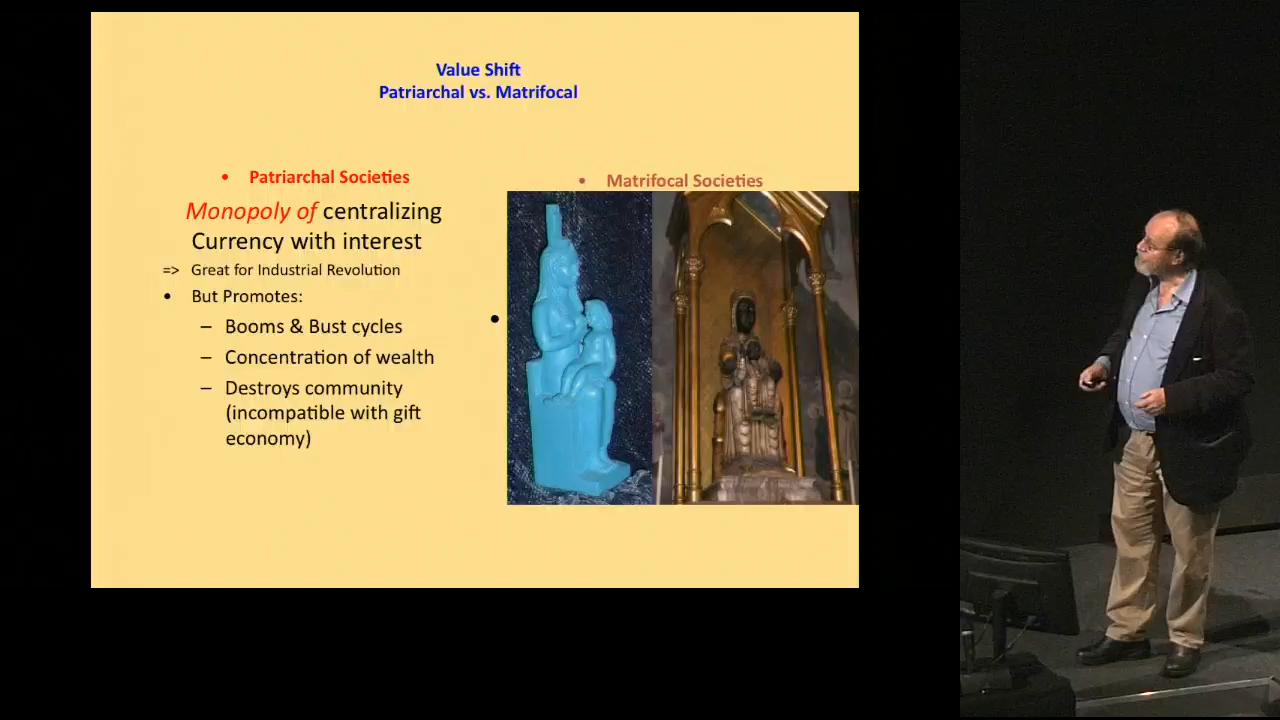 Value Shift
Patriarchal vs. Matrifocal
• Patriarchal Societies
Monopoly of centralizing
Currency with interest
=> Great for Industrial Revolution
• But Promotes:
– Booms & Bust cycles
– Concentration of wealth
– Destroys community
(incompatible with gift
economy)
• Matrifocal Societies
•